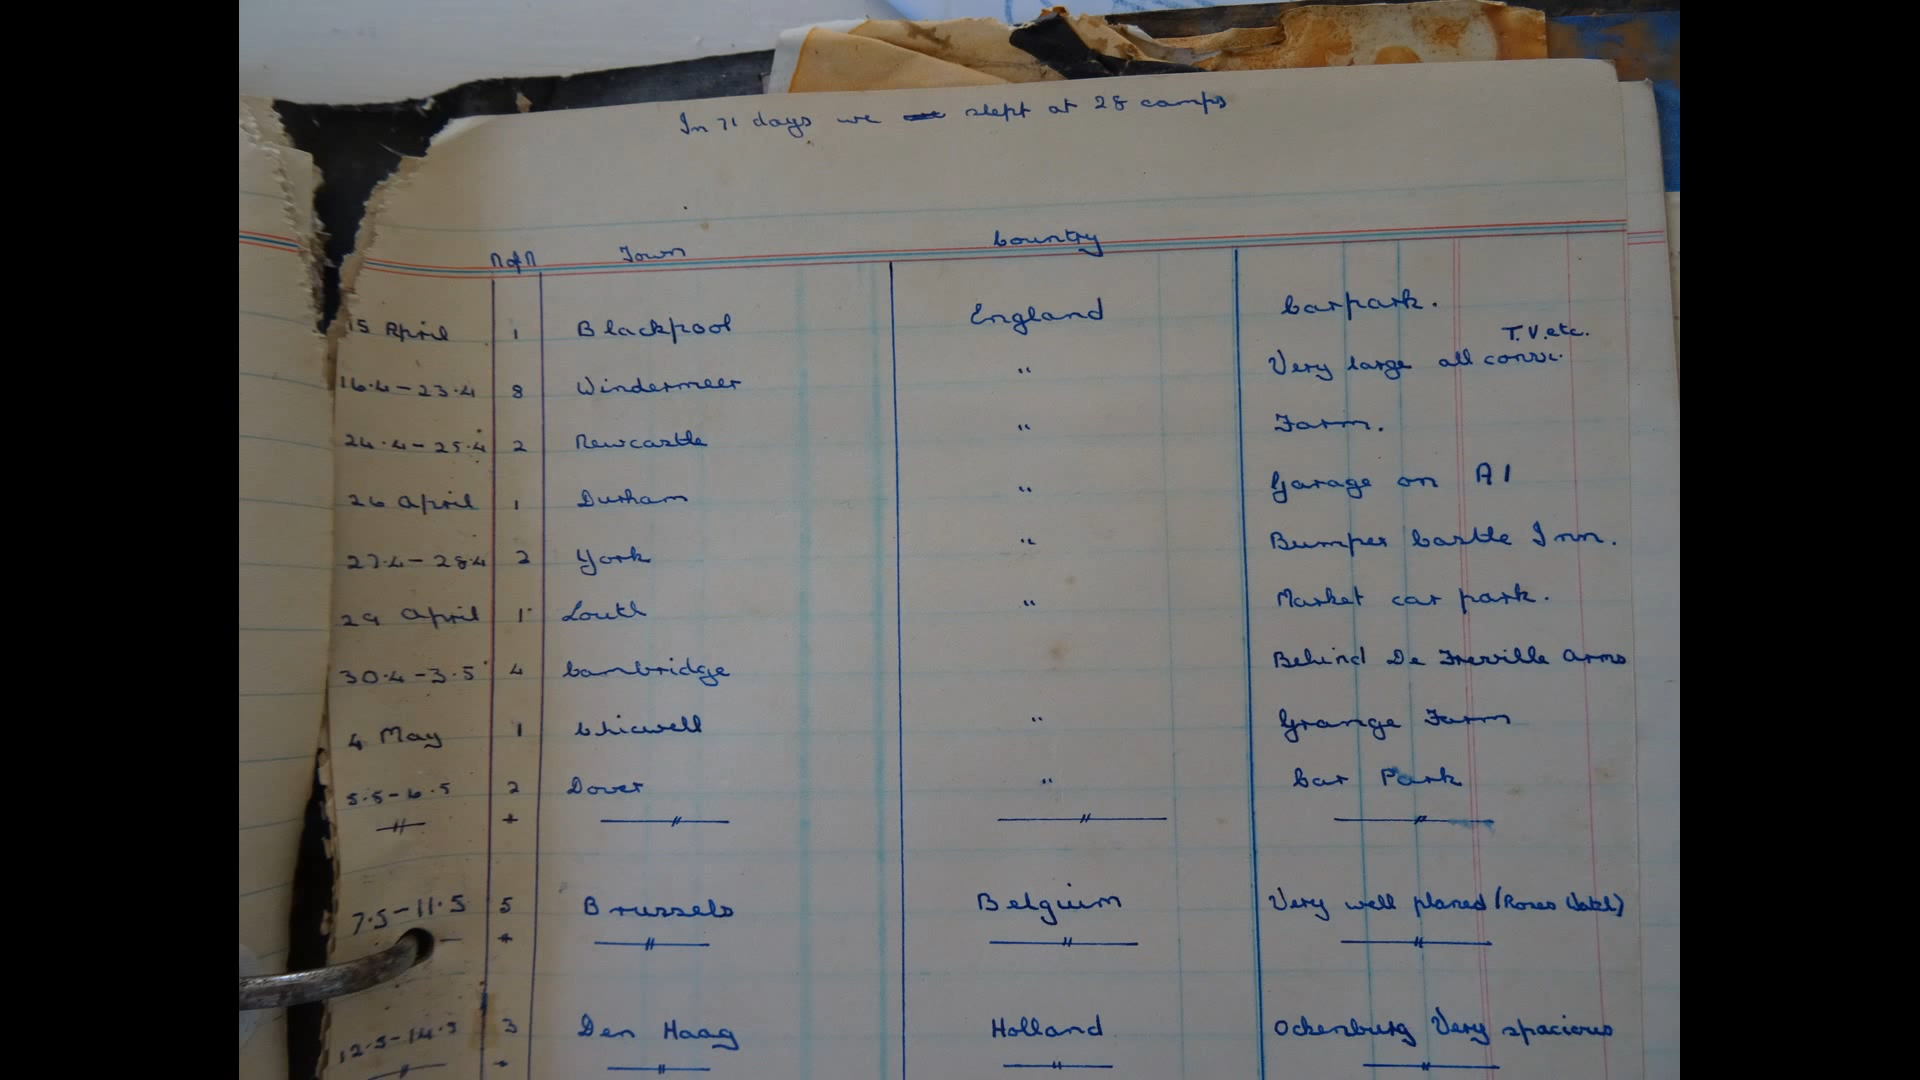 In 71 days we slept at 28 camps
N of N Town Country
15 April 1 Blackpool England Carpark.
T.V. etc.
16.4 - 23.4 8 Windermeer " Very large all conv.
24.4 - 25.4 2 Newcastle " Farm.
26 April 1 Durham " Garage on A1
27.4 - 28.4 2 York " Bumper Castle Inn.
29 April 1 Louth " Market car park.
30.4 - 3.5 4 Cambridge Behind De Freville Arms
4 May 1 Chicwell " Grange Farm
5.5 - 6.5 2 Dover " Car Park
7.5 - 11.5 5 Brussels Belgium Very well planed (Roses
12.5 - 14.5 3 Den Haag Holland Ockenburg Very spacious